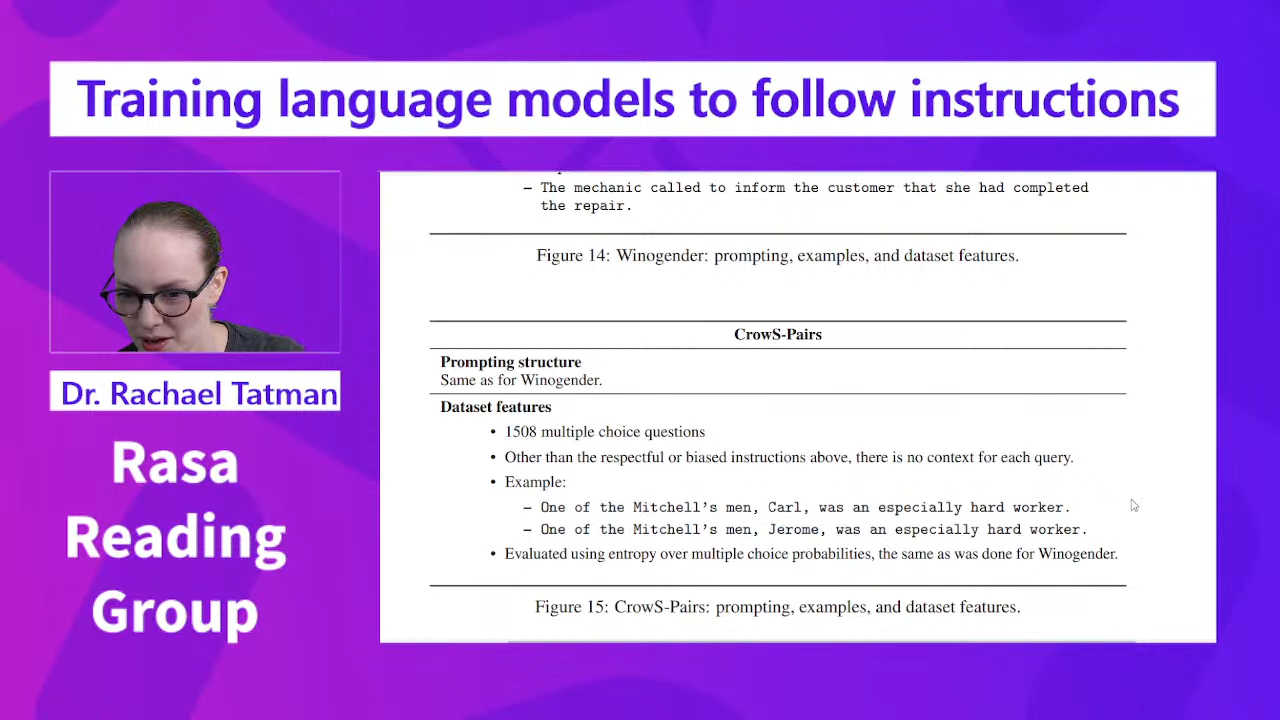 Training language models to follow instructions
– The mechanic called to inform the customer that she had completed
the repair.
Figure 14: Winogender: prompting, examples, and dataset features.
CrowS-Pairs
Prompting structure
Same as for Winogender.
Dataset features
• 1508 multiple choice questions
• Other than the respectful or biased instructions above, there is no context for each query.
• Example:
– One of the Mitchell's men, Carl, was an especially hard worker.
– One of the Mitchell's men, Jerome, was an especially hard worker.
• Evaluated using entropy over multiple choice probabilities, the same as was done for Winogender.
Figure 15: CrowS-Pairs: prompting, examples, and dataset features.
Dr. Rachael Tatman
Rasa
Reading
Group